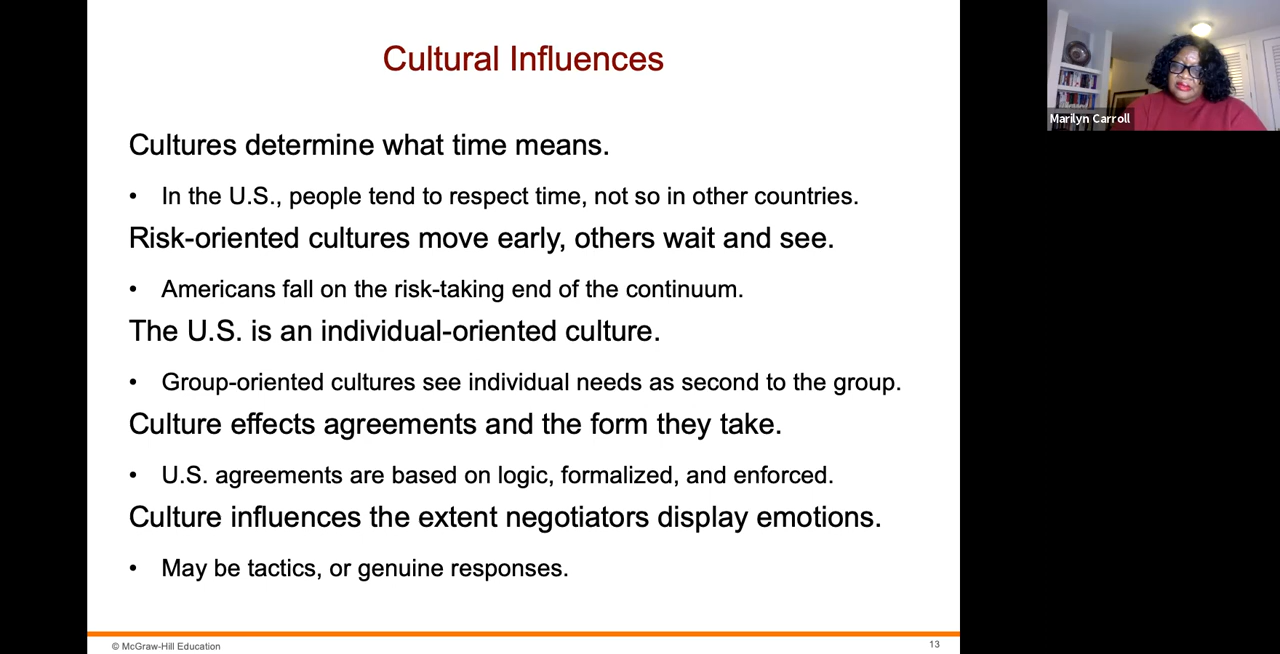 Cultural Influences
Cultures determine what time means.
• In the U.S., people tend to respect time, not so in other countries.
Risk-oriented cultures move early, others wait and see.
• Americans fall on the risk-taking end of the continuum.
The U.S. is an individual-oriented culture.
• Group-oriented cultures see individual needs as second to the group.
Culture effects agreements and the form they take.
• U.S. agreements are based on logic, formalized, and enforced.
Culture influences the extent negotiators display emotions.
• May be tactics, or genuine responses.
© McGraw-Hill Education
13
Marilyn Carroll